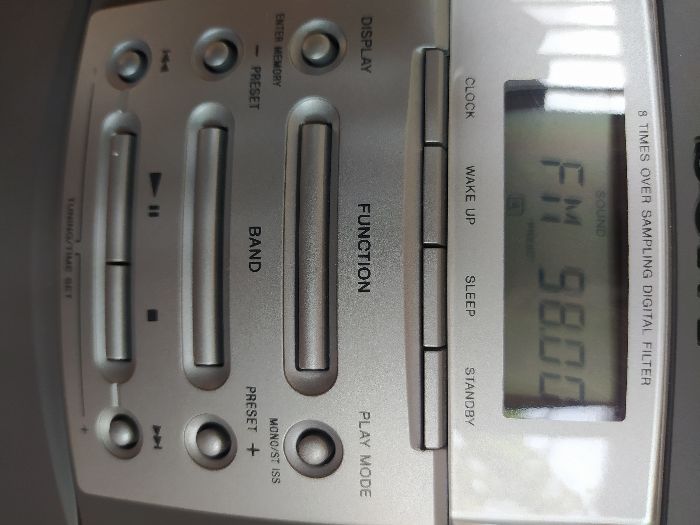 8 TIMES OVER SAMPLING DIGITAL FILTER
SOUND
FM 98.00
CLOCK WAKE UP SLEEP STANDBY
DISPLAY FUNCTION PLAY MODE
ENTER MEMORY MONO/ST ISS
− PRESET BAND PRESET +
TUNING/TIME SET
− +